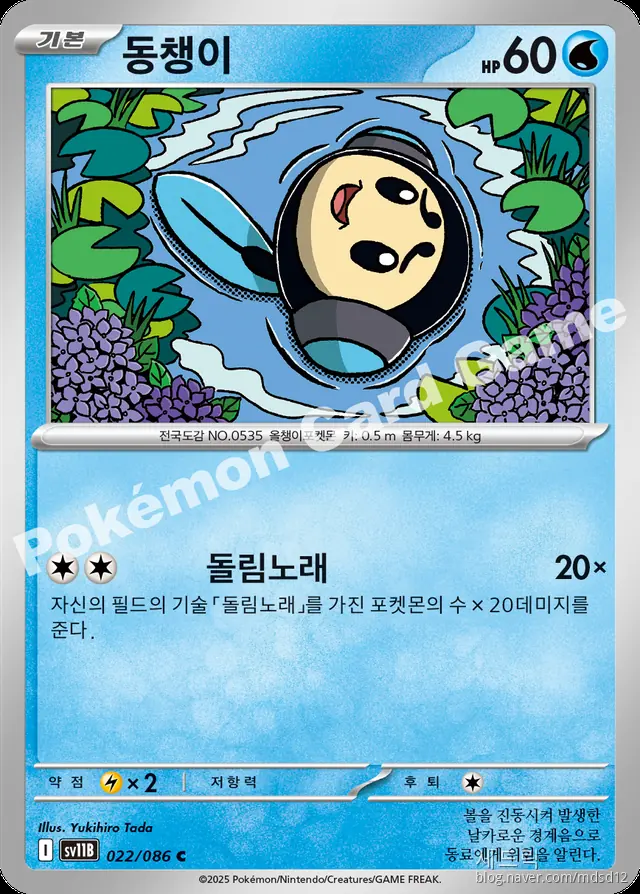 기본 동챙이 HP 60
전국도감 NO.0535 올챙이포켓몬 키: 0.5 m 몸무게: 4.5 kg
Pokémon Card Game
돌림노래 20×
자신의 필드의 기술「돌림노래」를 가진 포켓몬의 수 × 20데미지를
준다.
약점 ×2 저항력 후퇴
Illus. Yukihiro Tada
I sv11B 022/086 C
볼을 진동시켜 발생한
날카로운 경계음으로
동료에게 위험을 알린다.
blog.naver.com/mdsd12
©2025 Pokémon/Nintendo/Creatures/GAME FREAK.